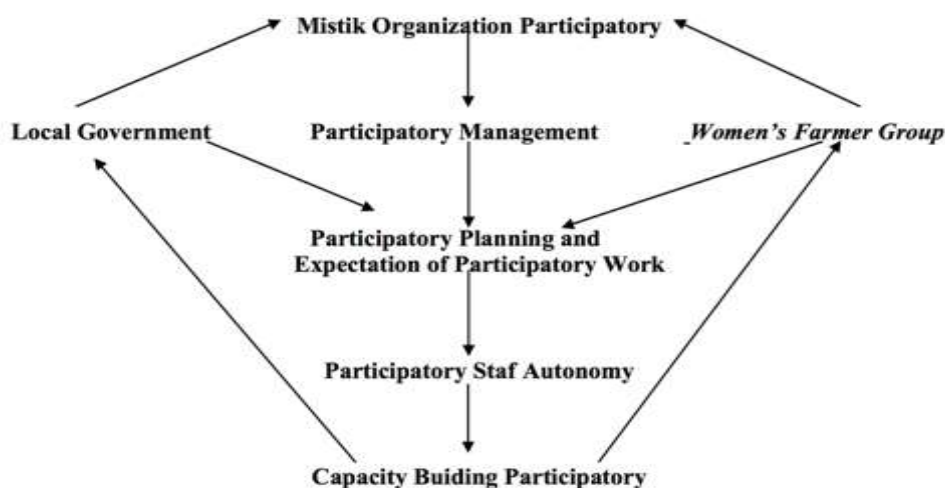 Mistik Organization Participatory
Local Government
Participatory Management
Women's Farmer Group
Participatory Planning and
Expectation of Participatory Work
Participatory Staf Autonomy
Capacity Buiding Participatory